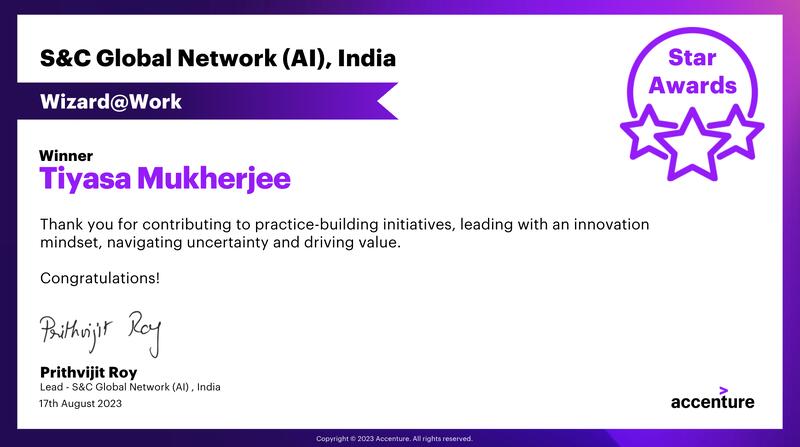 S&C Global Network (AI), India
Star
Awards
Wizard@Work
Winner
Tiyasa Mukherjee
Thank you for contributing to practice-building initiatives, leading with an innovation
mindset, navigating uncertainty and driving value.
Congratulations!
Prithvijit Roy
Prithvijit Roy
Lead - S&C Global Network (AI) , India
17th August 2023
accenture
Copyright © 2023 Accenture. All rights reserved.